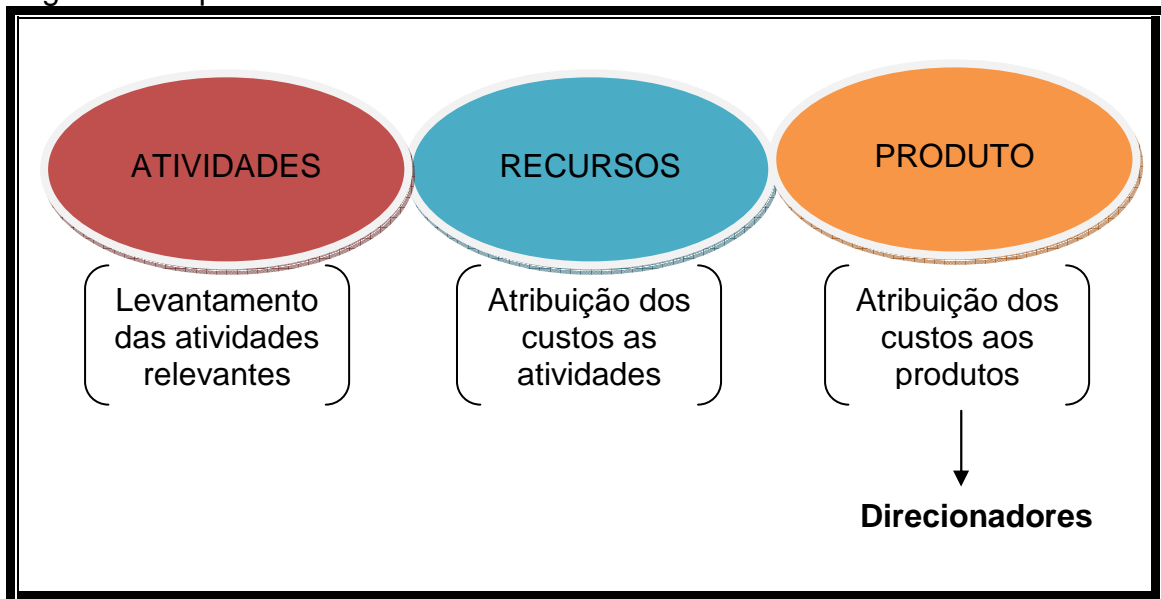 ATIVIDADES
RECURSOS
PRODUTO
Levantamento
das atividades
relevantes
Atribuição dos
custos as
atividades
Atribuição dos
custos aos
produtos
Direcionadores